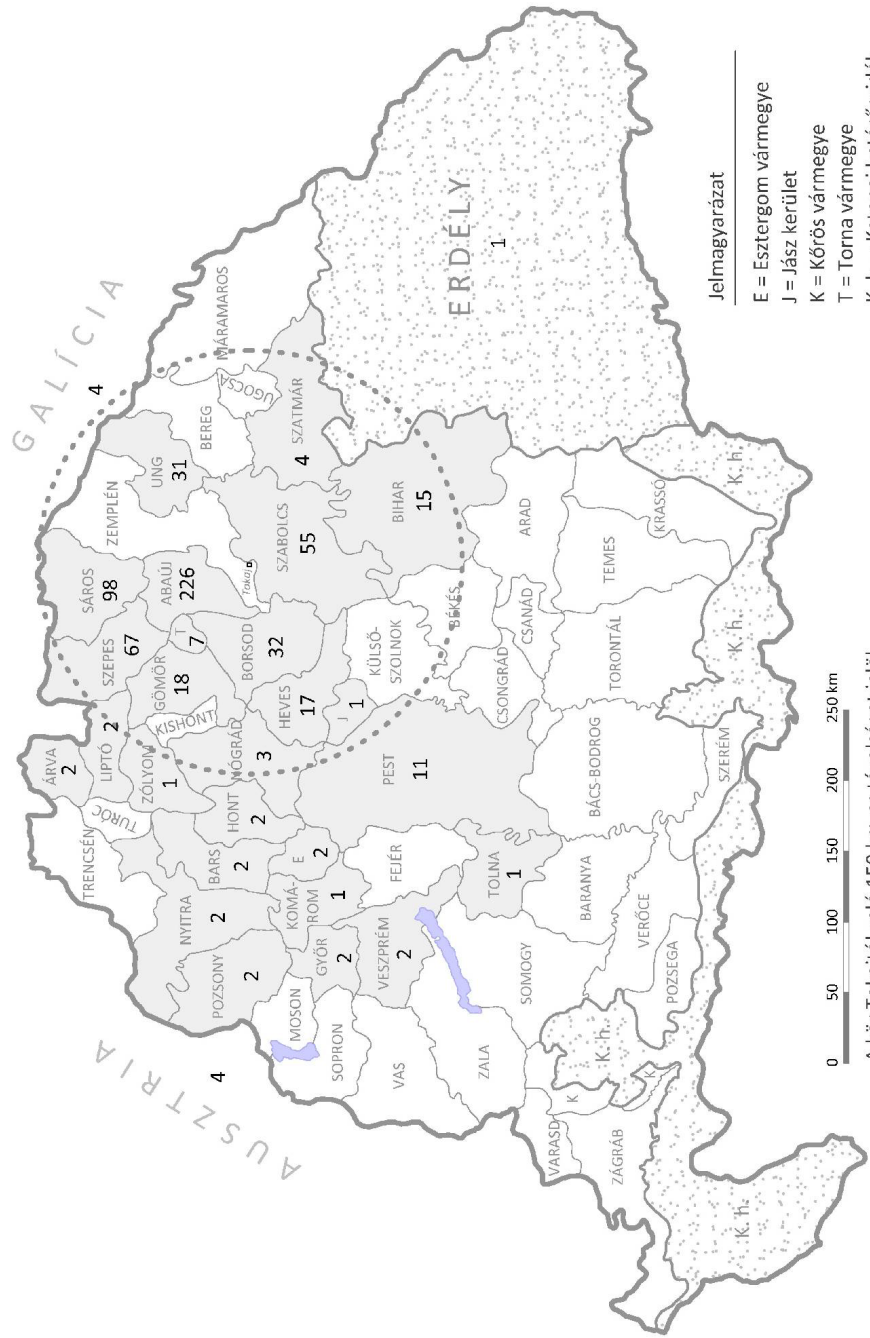 GALÍCIA
4
AUSZTRIA
4
ÁRVA
2
TRENCSÉN
TURÓC
LIPTÓ
2
SZEPES
67
SÁROS
98
ZEMPLÉN
UNG
31
BEREG
MÁRAMAROS
UGOCSA
POZSONY
2
NYITRA
2
BARS
2
ZÓLYOM
1
HONT
2
KISHONT
GÖMÖR
18
T
7
ABAÚJ
226
NÓGRÁD
3
BORSOD
32
Tokaj
SZABOLCS
55
SZATMÁR
4
MOSON
SOPRON
GYŐR
2
KOMÁ-
ROM
1
E
2
HEVES
17
J
1
KÜLSŐ-
SZOLNOK
BIHAR
15
ERDÉLY
1
VAS
VESZPRÉM
2
FEJÉR
PEST
11
BÉKÉS
ZALA
SOMOGY
TOLNA
1
CSONGRÁD
CSANÁD
ARAD
VARASD
K
K. h.
ZÁGRÁB
K
BARANYA
BÁCS-BODROG
TORONTÁL
TEMES
KRASSÓ
VERŐCE
POZSEGA
SZERÉM
K. h.
K. h.
K. h.
Jelmagyarázat
E = Esztergom vármegye
J = Jász kerület
K = Kőrös vármegye
T = Torna vármegye
K. h. = Katonai határőrvidék
0 50 100 150 200 250 km